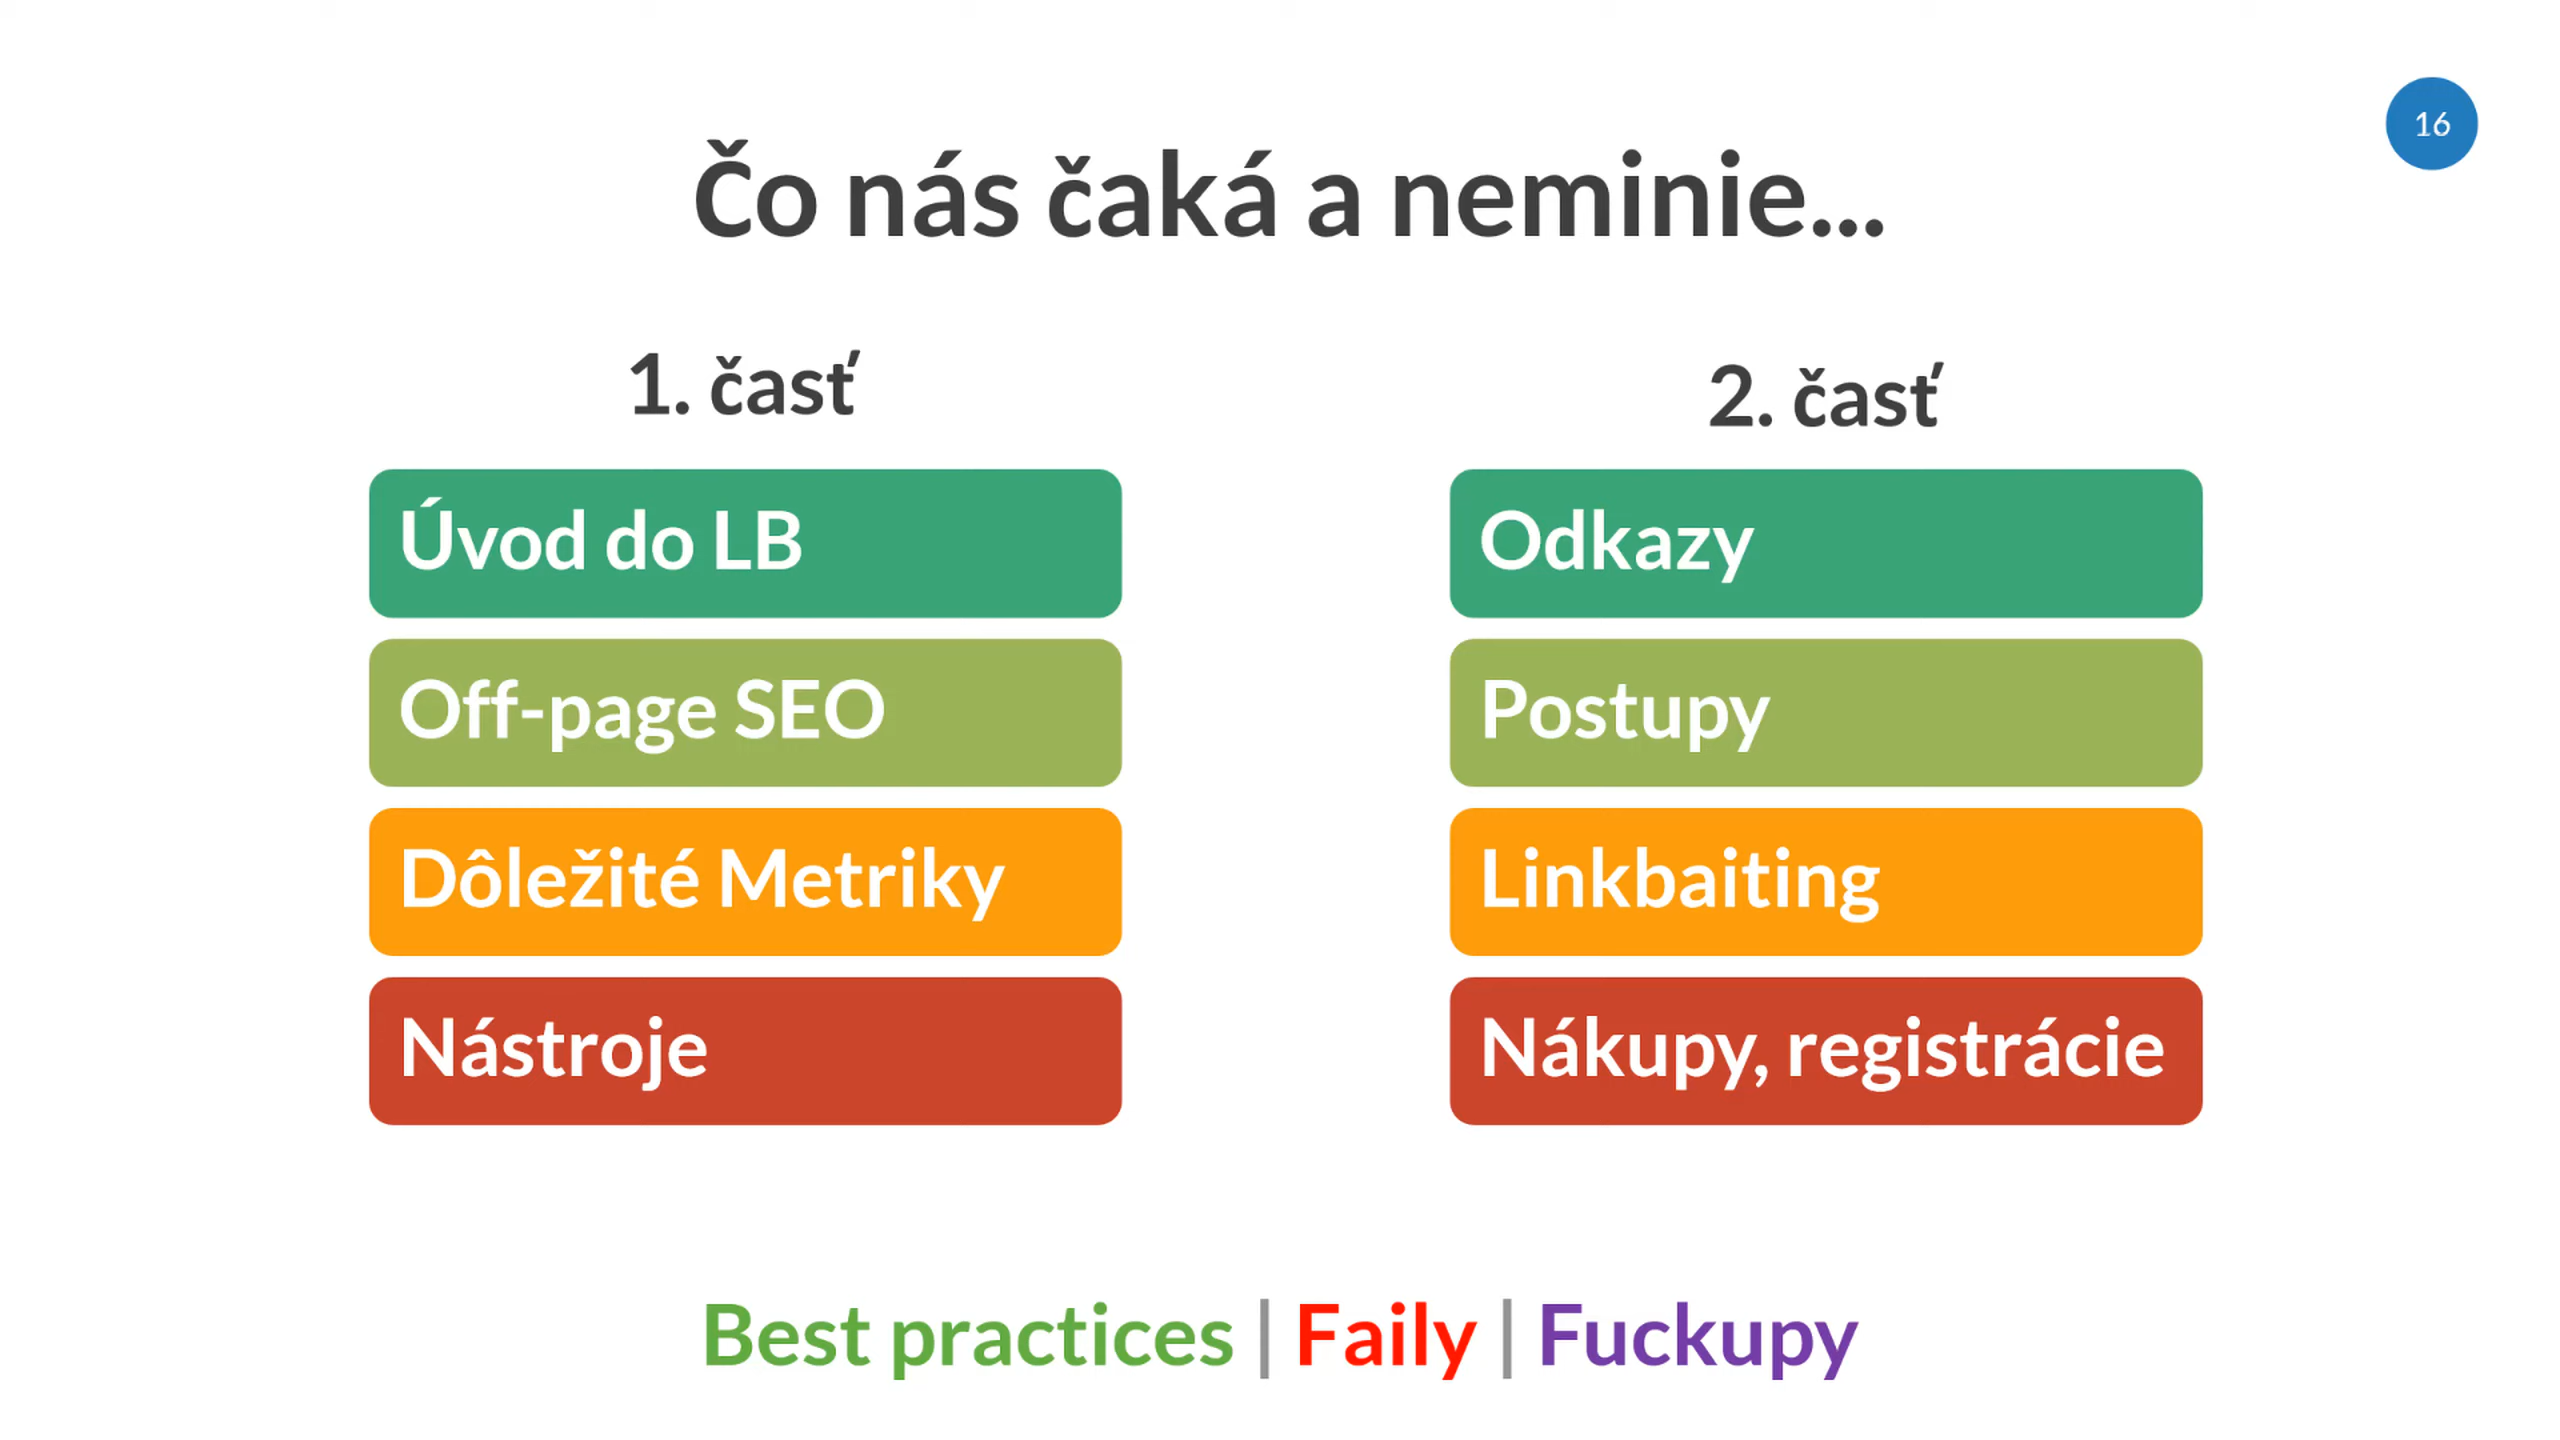 16
Čo nás čaká a neminie...
1. časť
Úvod do LB
Off-page SEO
Dôležité Metriky
Nástroje
2. časť
Odkazy
Postupy
Linkbaiting
Nákupy, registrácie
Best practices | Faily | Fuckupy